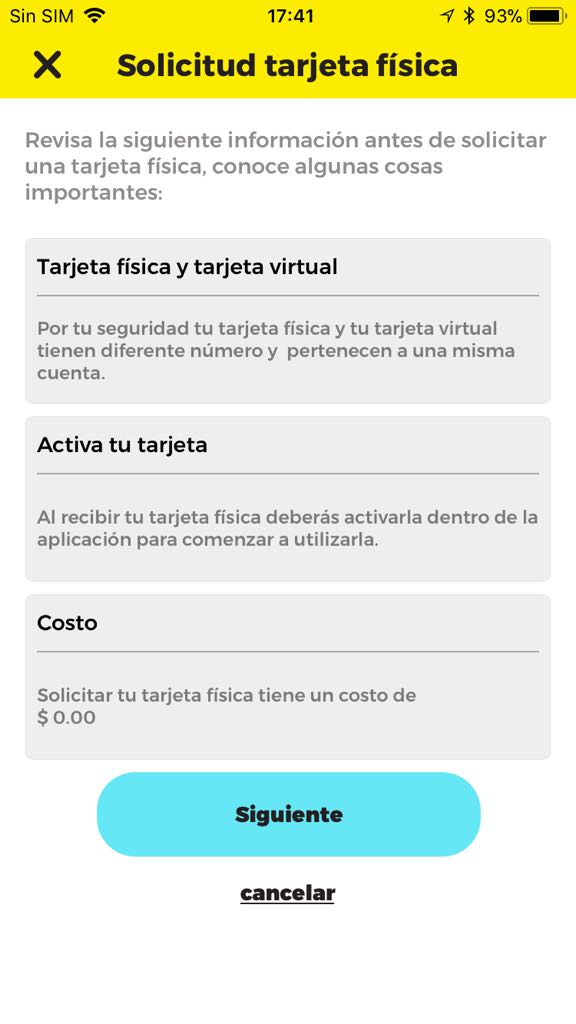 Sin SIM 17:41 93%
Solicitud tarjeta física
Revisa la siguiente información antes de solicitar
una tarjeta física, conoce algunas cosas
importantes:
Tarjeta física y tarjeta virtual
Por tu seguridad tu tarjeta física y tu tarjeta virtual
tienen diferente número y  pertenecen a una misma
cuenta.
Activa tu tarjeta
Al recibir tu tarjeta física deberás activarla dentro de la
aplicación para comenzar a utilizarla.
Costo
Solicitar tu tarjeta física tiene un costo de
$ 0.00
Siguiente
cancelar